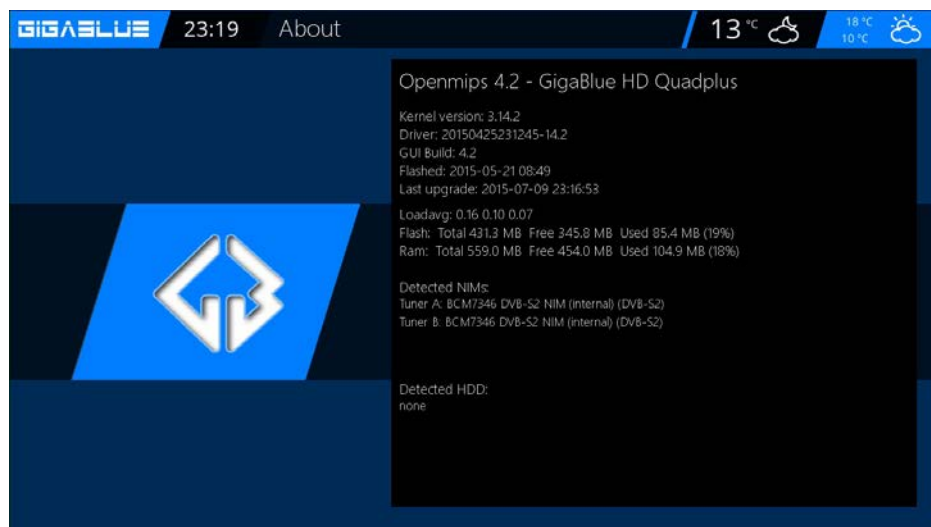 GIGABLUE 23:19 About 13 °C 18 °C
10 °C
Openmips 4.2 - GigaBlue HD Quadplus
Kernel version: 3.14.2
Driver: 20150425231245-14.2
GUI Build: 4.2
Flashed: 2015-05-21 08:49
Last upgrade: 2015-07-09 23:16:53
Loadavg: 0.16 0.10 0.07
Flash: Total 431.3 MB Free 345.8 MB Used 85.4 MB (19%)
Ram: Total 559.0 MB Free 454.0 MB Used 104.9 MB (18%)
Detected NIMs:
Tuner A: BCM7346 DVB-S2 NIM (internal) (DVB-S2)
Tuner B: BCM7346 DVB-S2 NIM (internal) (DVB-S2)
Detected HDD:
none
GB